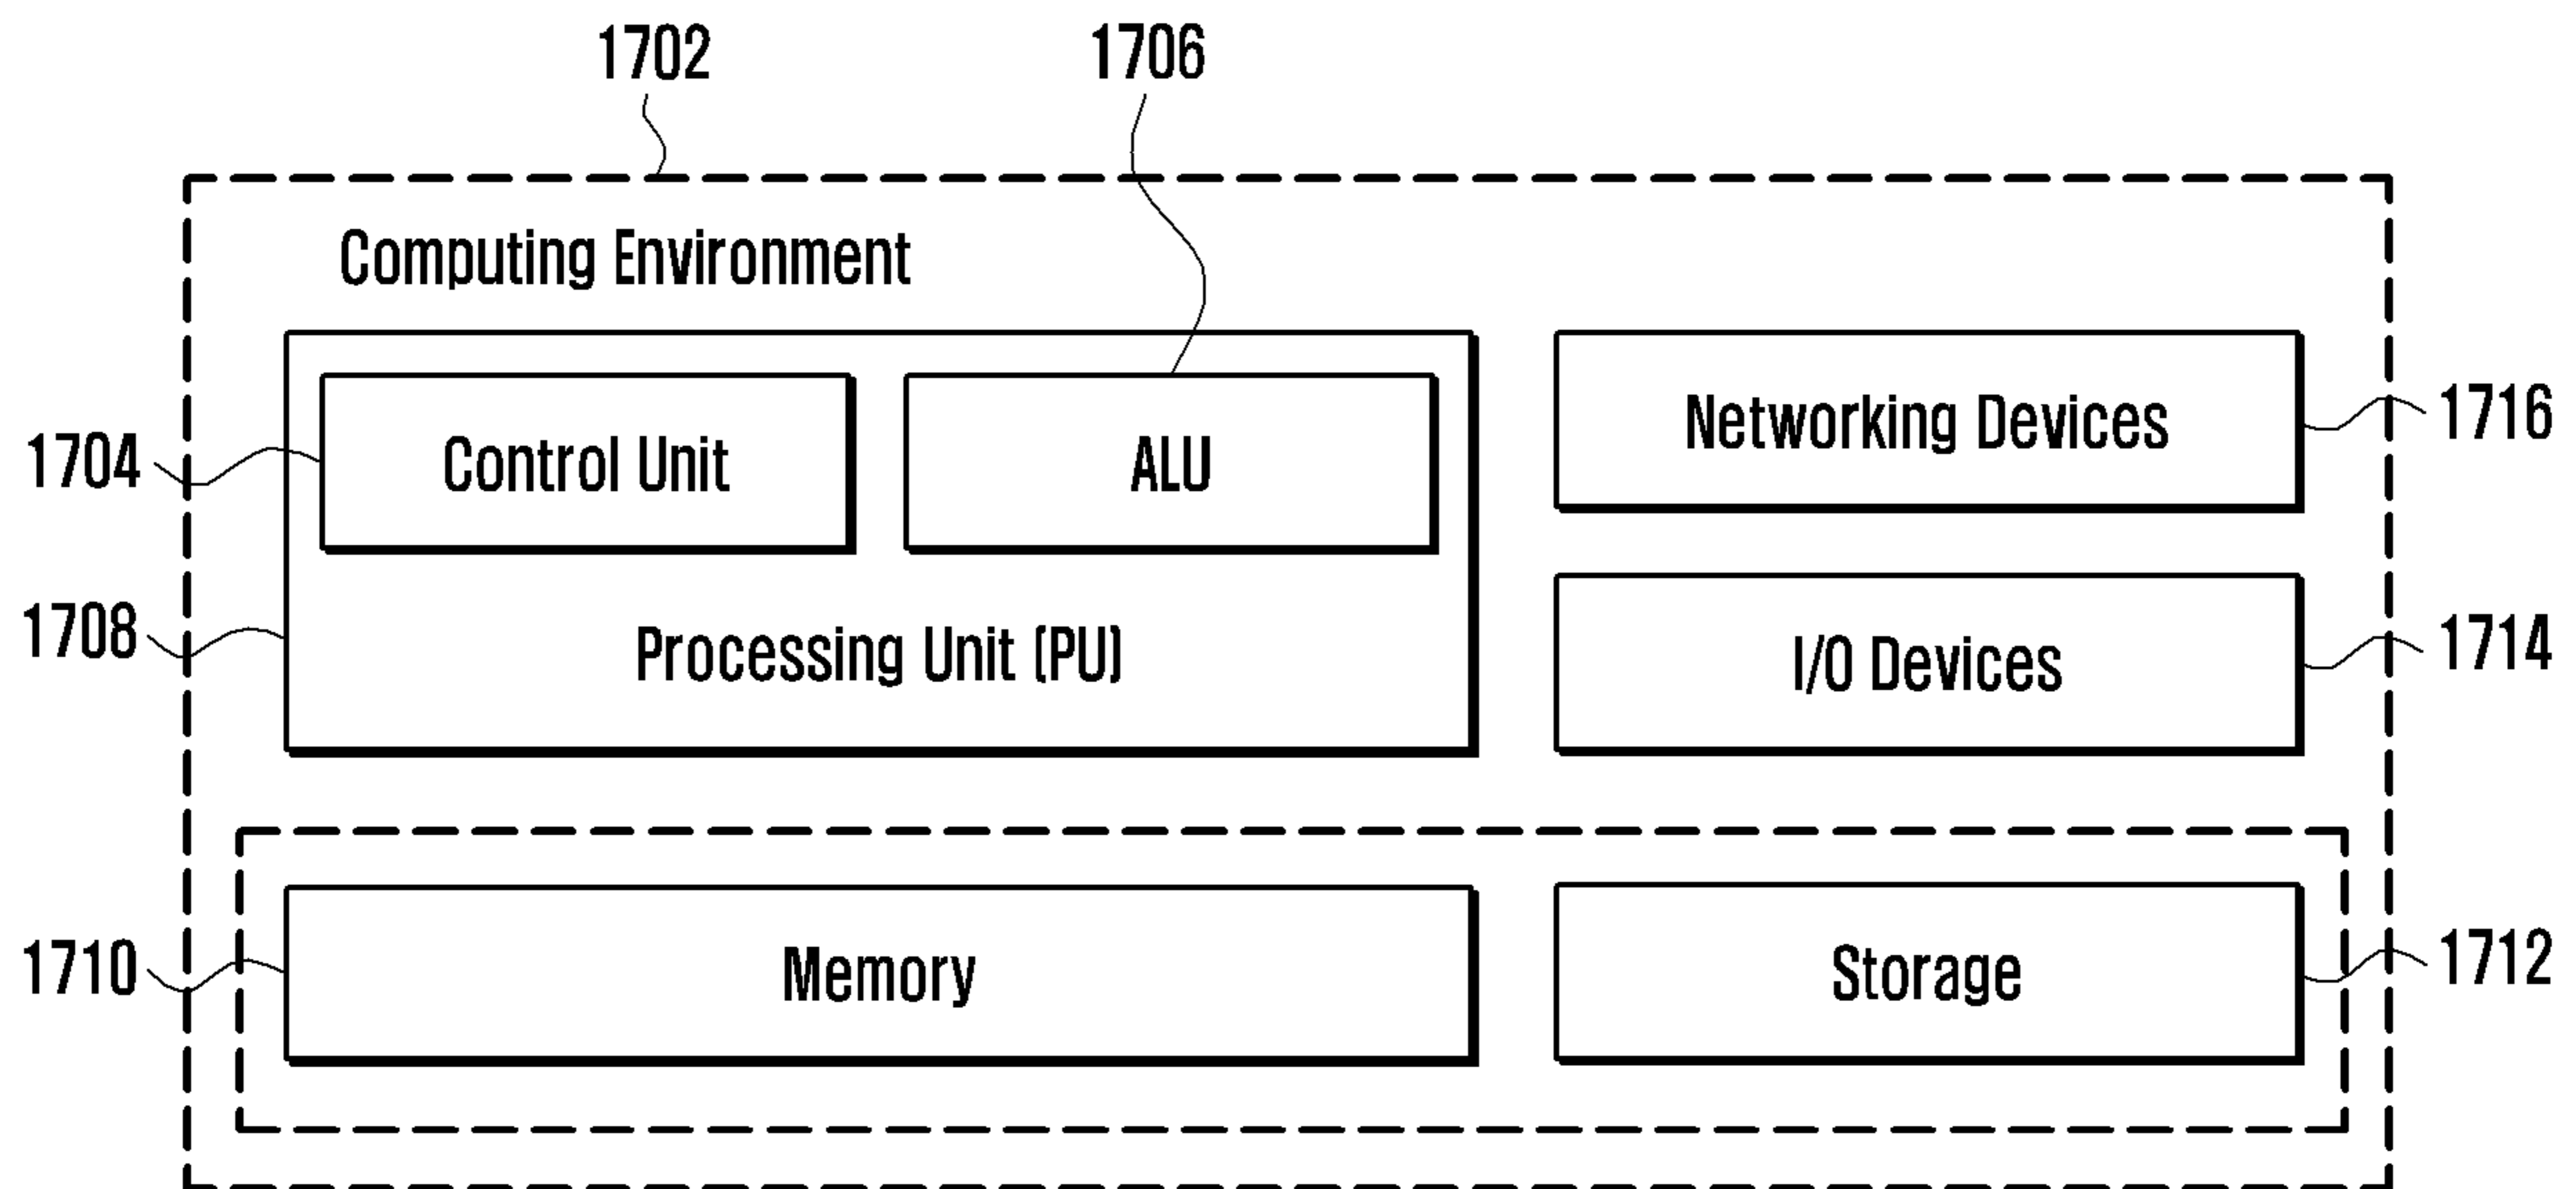 1702
1706
Computing Environment
1704
Control Unit
ALU
Networking Devices
1716
1708
Processing Unit (PU)
I/O Devices
1714
1710
Memory
Storage
1712